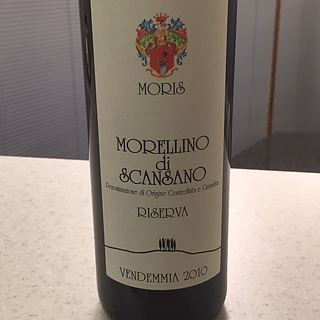 MORIS
MORELLINO
di
SCANSANO
Denominazione di Origine Controllata e Garantita
RISERVA
VENDEMMIA 2010